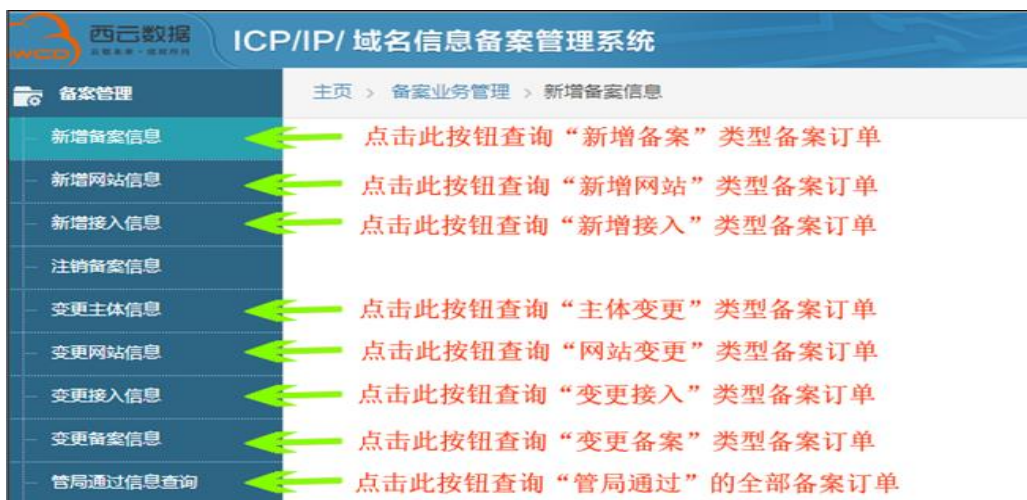 西云数据
ICP/IP/ 域名信息备案管理系统
备案管理
主页 > 备案业务管理 > 新增备案信息
新增备案信息 点击此按钮查询“新增备案”类型备案订单
新增网站信息 点击此按钮查询“新增网站”类型备案订单
新增接入信息 点击此按钮查询“新增接入”类型备案订单
注销备案信息
变更主体信息 点击此按钮查询“主体变更”类型备案订单
变更网站信息 点击此按钮查询“网站变更”类型备案订单
变更接入信息 点击此按钮查询“变更接入”类型备案订单
变更备案信息 点击此按钮查询“变更备案”类型备案订单
管局通过信息查询 点击此按钮查询“管局通过”的全部备案订单